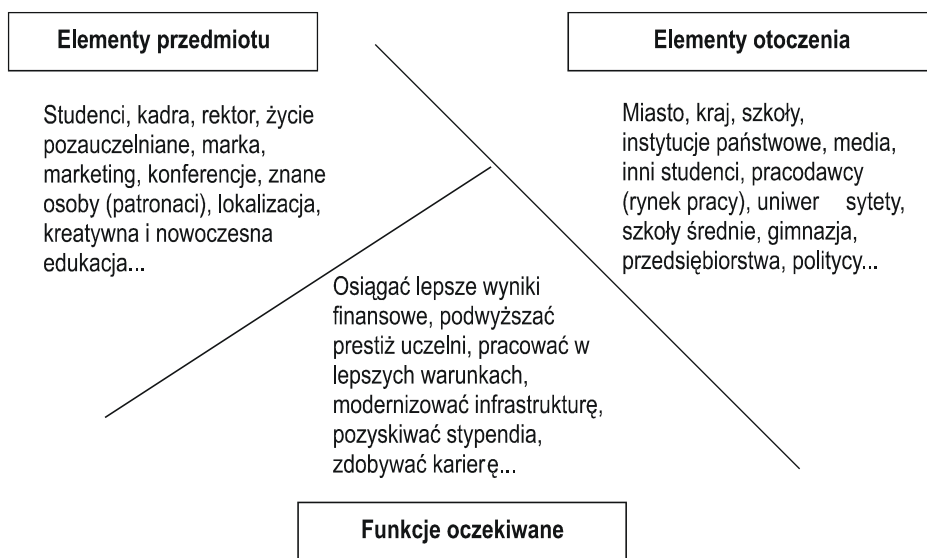 Elementy przedmiotu
Studenci, kadra, rektor, życie
pozauczelniane, marka,
marketing, konferencje, znane
osoby (patronaci), lokalizacja,
kreatywna i nowoczesna
edukacja...
Elementy otoczenia
Miasto, kraj, szkoły,
instytucje państwowe, media,
inni studenci, pracodawcy
(rynek pracy), uniwer sytety,
szkoły średnie, gimnazja,
przedsiębiorstwa, politycy...
Osiągać lepsze wyniki
finansowe, podwyższać
prestiż uczelni, pracować w
lepszych warunkach,
modernizować infrastrukturę,
pozyskiwać stypendia,
zdobywać karierę...
Funkcje oczekiwane